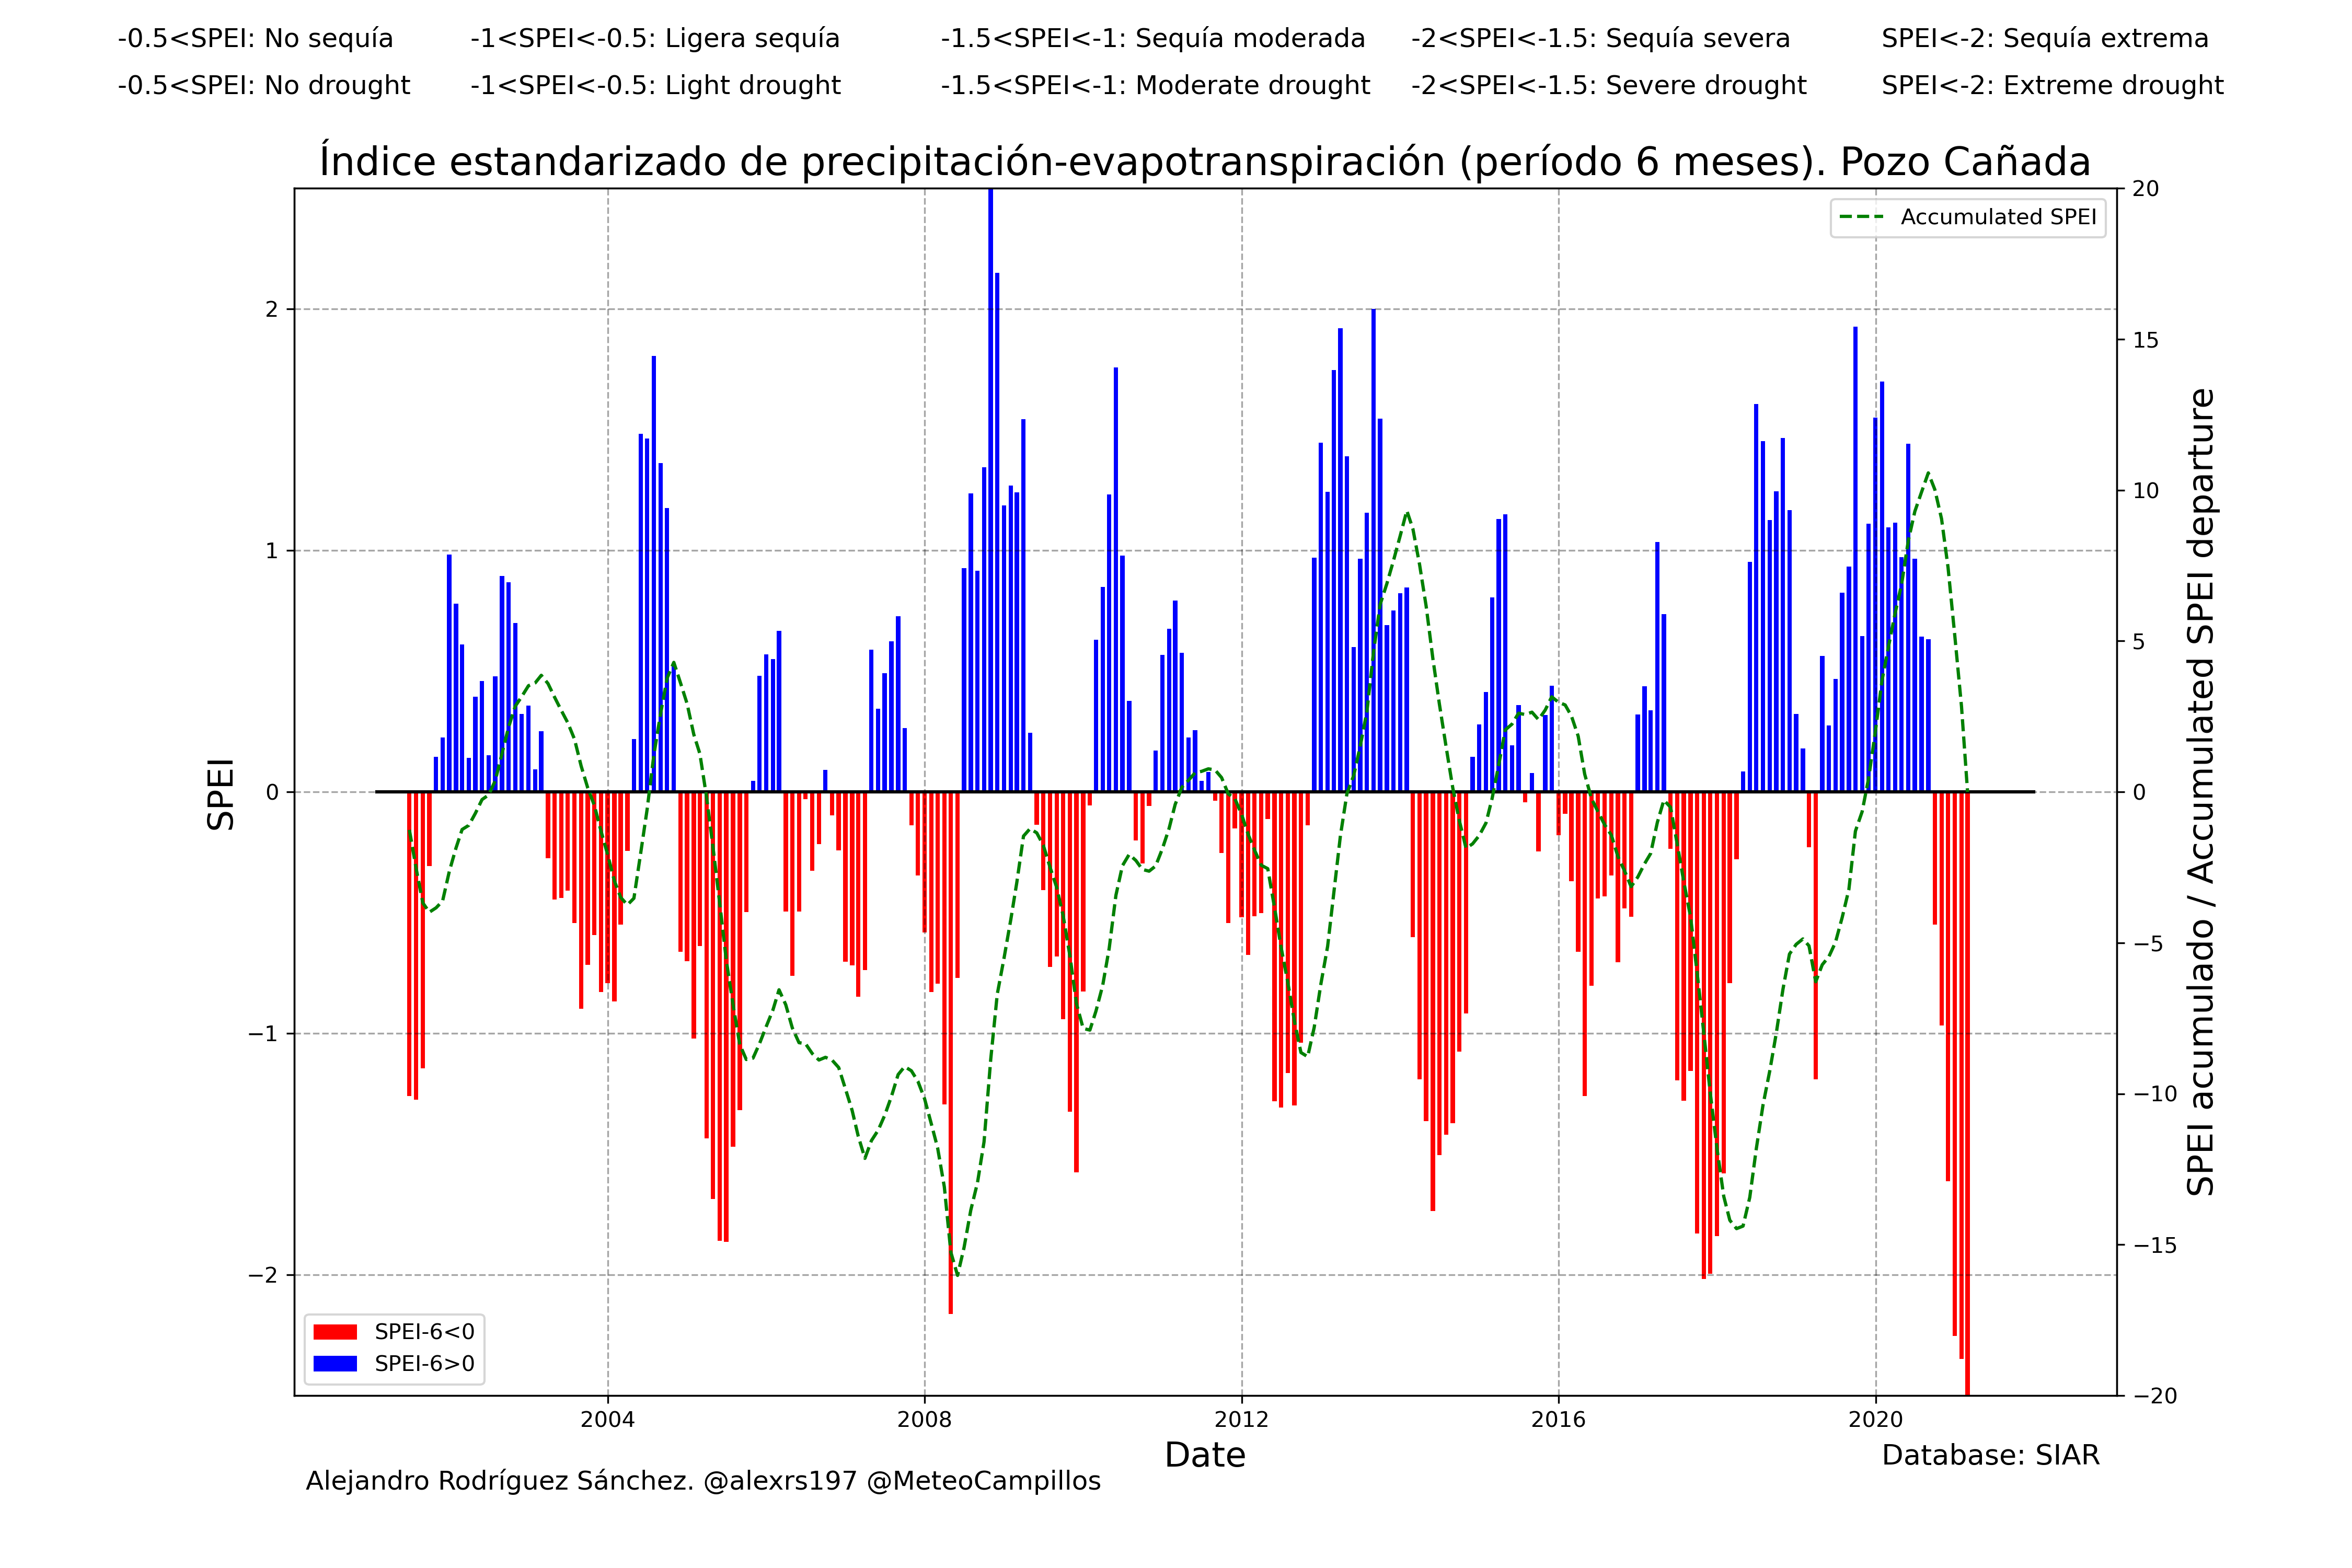 -0.5<SPEI: No sequía -1<SPEI<-0.5: Ligera sequía -1.5<SPEI<-1: Sequía moderada -2<SPEI<-1.5: Sequía severa SPEI<-2: Sequía extrema
-0.5<SPEI: No drought -1<SPEI<-0.5: Light drought -1.5<SPEI<-1: Moderate drought -2<SPEI<-1.5: Severe drought SPEI<-2: Extreme drought
Índice estandarizado de precipitación-evapotranspiración (período 6 meses). Pozo Cañada
Accumulated SPEI
SPEI
2
1
0
−1
−2
20
15
10
5
0
−5
−10
−15
−20
SPEI acumulado / Accumulated SPEI departure
SPEI-6<0
SPEI-6>0
2004 2008 2012 2016 2020
Date
Database: SIAR
Alejandro Rodríguez Sánchez. @alexrs197 @MeteoCampillos